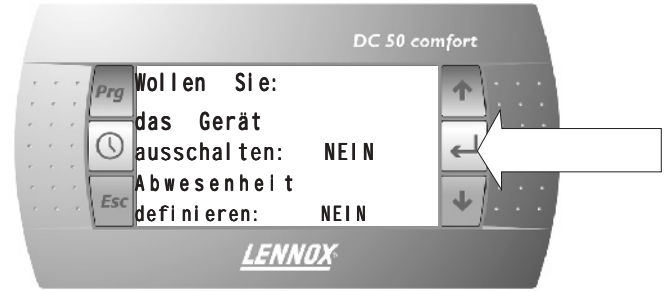 DC 50 comfort
Prg
Wollen Sie:
das Gerät
ausschalten: NEIN
Esc
Abwesenheit
definieren: NEIN
LENNOX